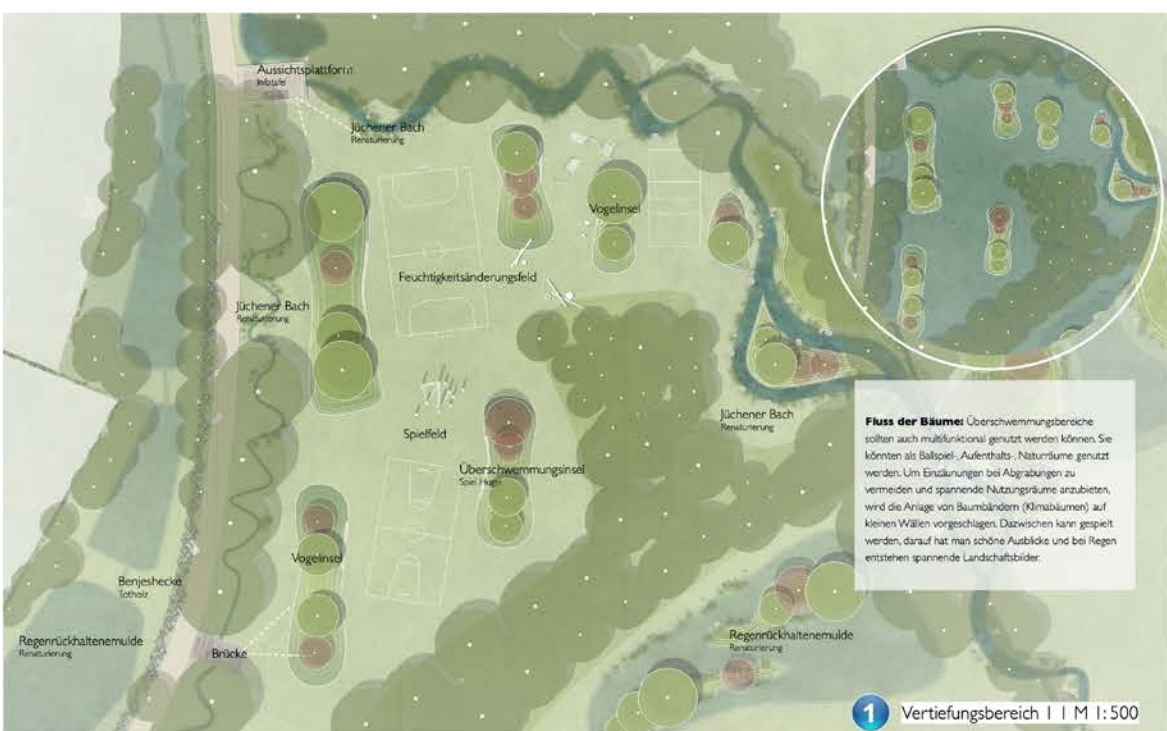 Aussichtsplattform
Infotafel
Jüchener Bach
Renaturierung
Vogelinsel
Feuchtigkeitsänderungsfeld
Jüchener Bach
Renaturierung
Jüchener Bach
Renaturierung
Spielfeld
Überschwemmungsinsel
Spiel Hügel
Vogelinsel
Benjeshecke
Totholz
Regenrückhaltenemulde
Renaturierung
Brücke
Regenrückhaltenemulde
Renaturierung
Fluss der Bäume: Überschwemmungsbereiche
sollten auch multifunktional genutzt werden können. Sie
könnten als Ballspiel-, Aufenthalts-, Naturräume genutzt
werden. Um Einzäunungen bei Abgrabungen zu
vermeiden und spannende Nutzungsräume anzubieten,
wird die Anlage von Baumbändern (Klimabäumen) auf
kleinen Wällen vorgeschlagen. Dazwischen kann gespielt
werden, darauf hat man schöne Ausblicke und bei Regen
entstehen spannende Landschaftsbilder.
1 Vertiefungsbereich 1 I M 1:500